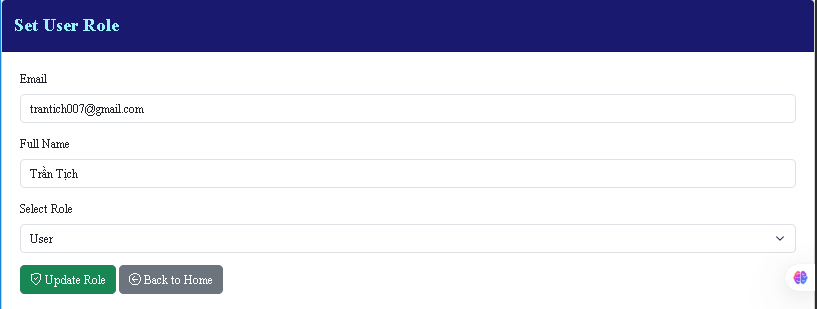 Set User Role
Email
trantich007@gmail.com
Full Name
Trần Tịch
Select Role
User
Update Role
Back to Home